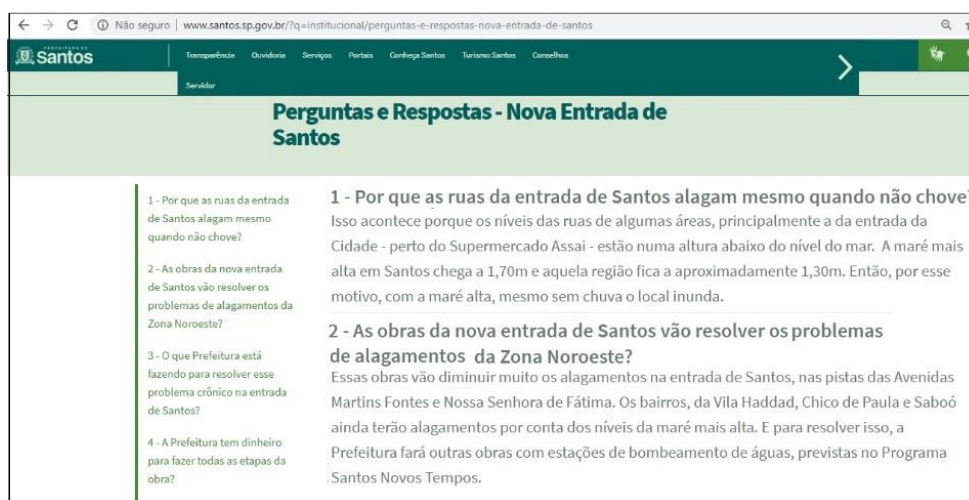 Não seguro | www.santos.sp.gov.br/?q=institucional/perguntas-e-respostas-nova-entrada-de-santos
PREFEITURA DE
Santos
Transparência Ouvidoria Serviços Portais Conheça Santos Turismo Santos Conselhos
Servidor
Perguntas e Respostas - Nova Entrada de
Santos
1 - Por que as ruas da entrada
de Santos alagam mesmo
quando não chove?
2 - As obras da nova entrada
de Santos vão resolver os
problemas de alagamentos da
Zona Noroeste?
3 - O que Prefeitura está
fazendo para resolver esse
problema crônico na entrada
de Santos?
4 - A Prefeitura tem dinheiro
para fazer todas as etapas da
obra?
1 - Por que as ruas da entrada de Santos alagam mesmo quando não chove?
Isso acontece porque os níveis das ruas de algumas áreas, principalmente a da entrada da
Cidade - perto do Supermercado Assai - estão numa altura abaixo do nível do mar. A maré mais
alta em Santos chega a 1,70m e aquela região fica a aproximadamente 1,30m. Então, por esse
motivo, com a maré alta, mesmo sem chuva o local inunda.
2 - As obras da nova entrada de Santos vão resolver os problemas
de alagamentos da Zona Noroeste?
Essas obras vão diminuir muito os alagamentos na entrada de Santos, nas pistas das Avenidas
Martins Fontes e Nossa Senhora de Fátima. Os bairros, da Vila Haddad, Chico de Paula e Saboó
ainda terão alagamentos por conta dos níveis da maré mais alta. E para resolver isso, a
Prefeitura fará outras obras com estações de bombeamento de águas, previstas no Programa
Santos Novos Tempos.